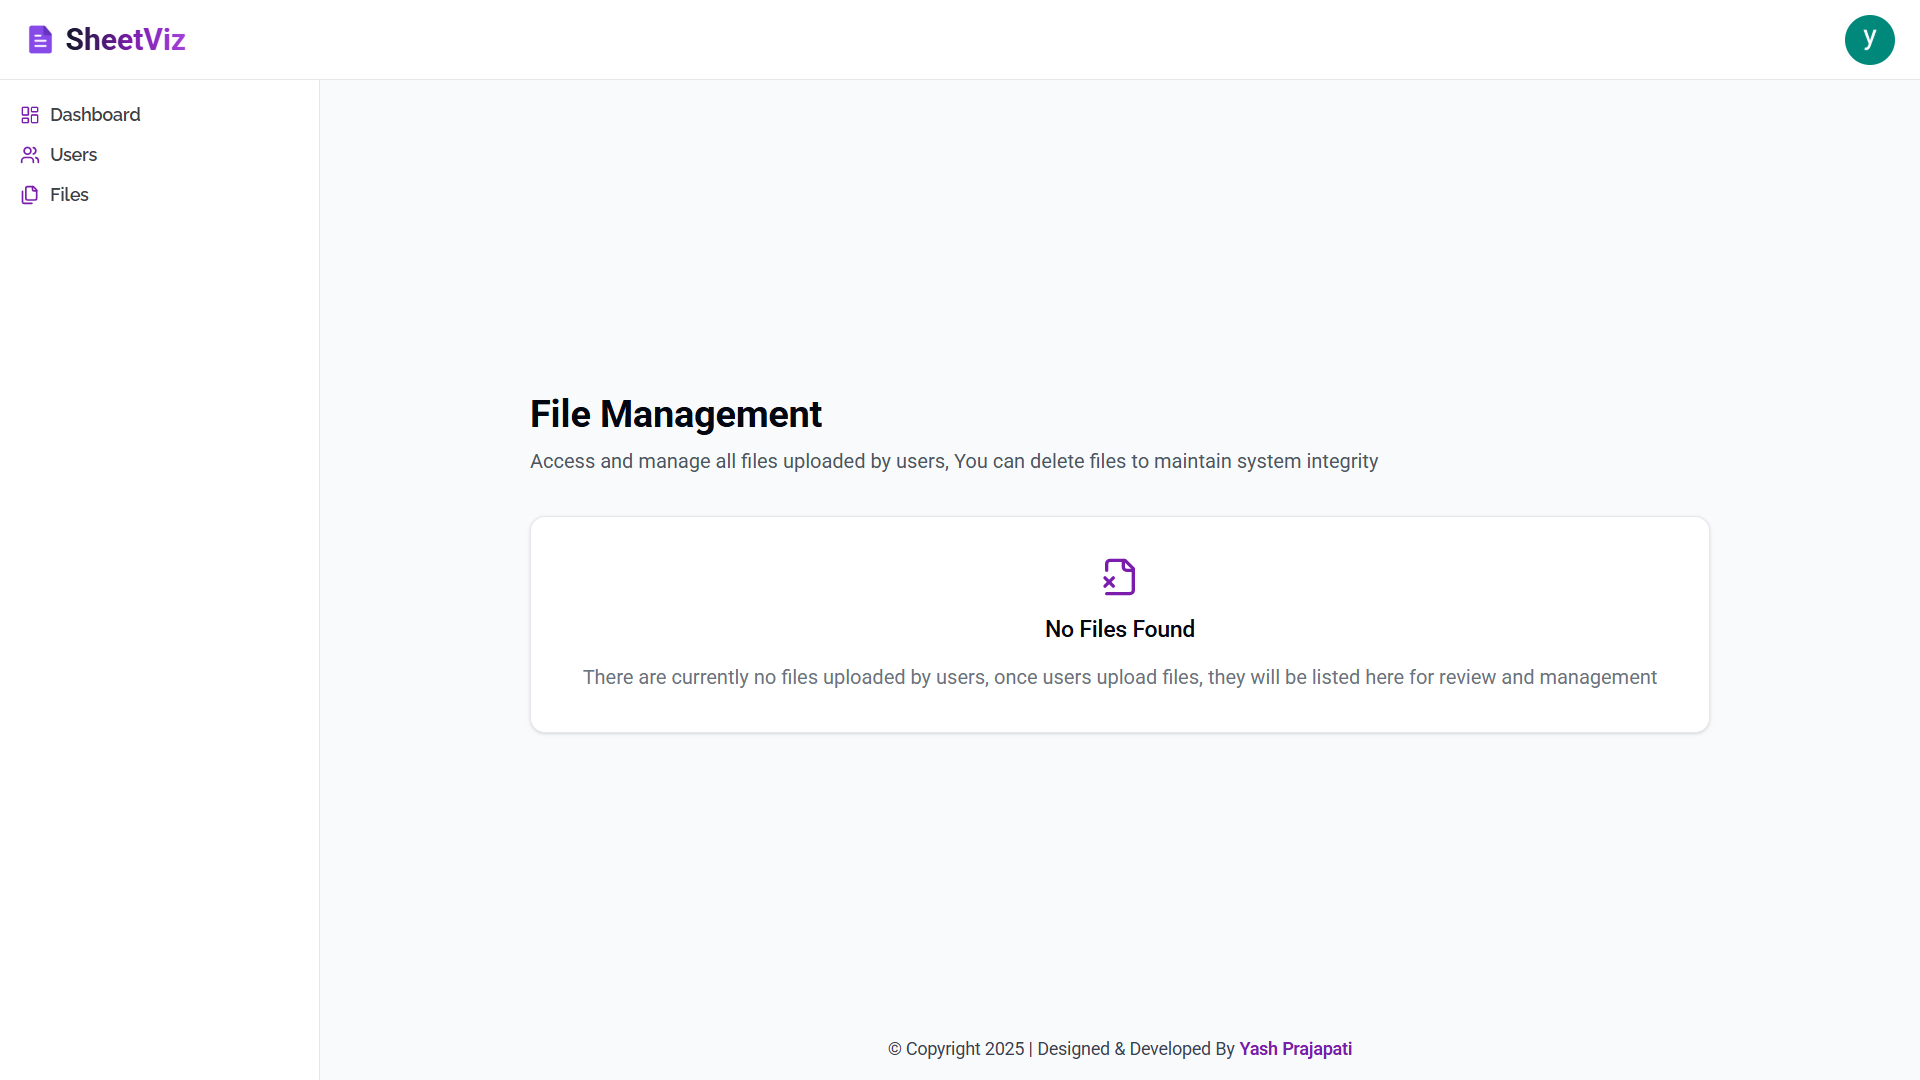 SheetViz
y
Dashboard
Users
Files
File Management
Access and manage all files uploaded by users, You can delete files to maintain system integrity
No Files Found
There are currently no files uploaded by users, once users upload files, they will be listed here for review and management
© Copyright 2025 | Designed & Developed By Yash Prajapati